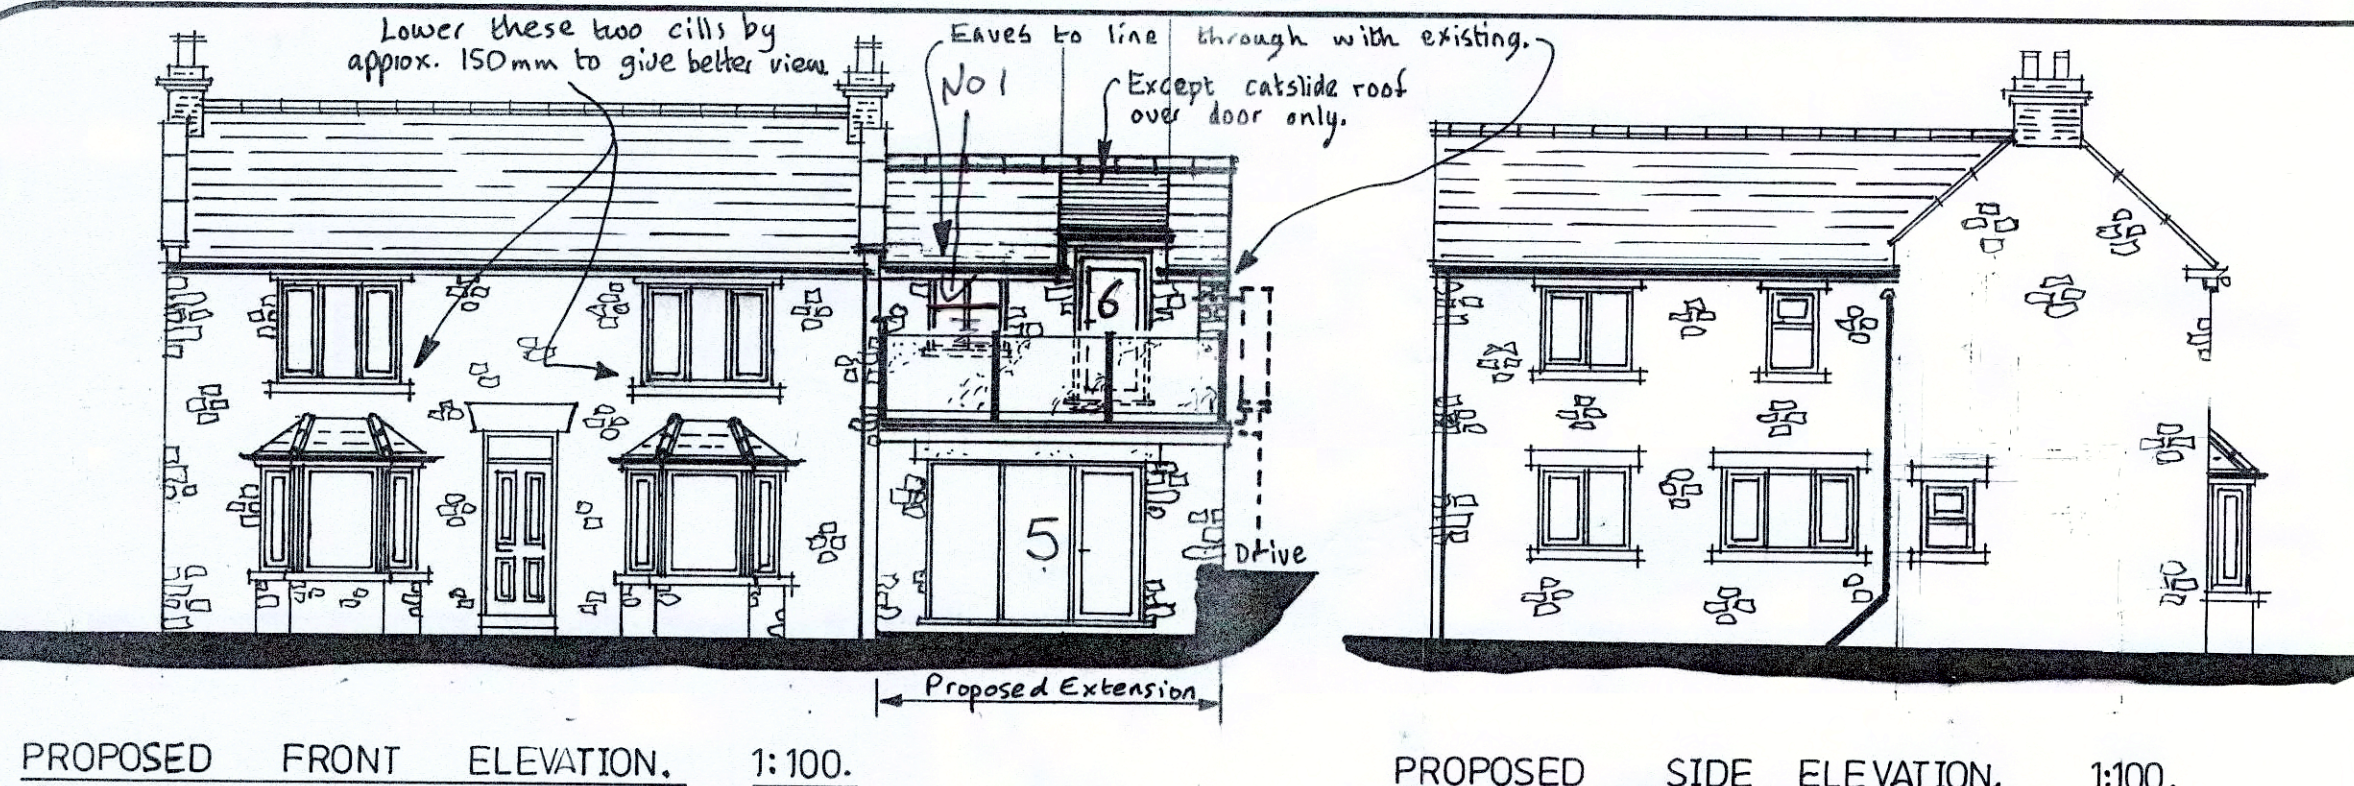 Lower these two cills by
approx. 150mm to give better view.
Eaves to line through with existing.
No 1
Except catslide roof
over door only.
6
5
Drive
Proposed Extension
PROPOSED FRONT ELEVATION. 1:100.
PROPOSED SIDE ELEVATION. 1:100.